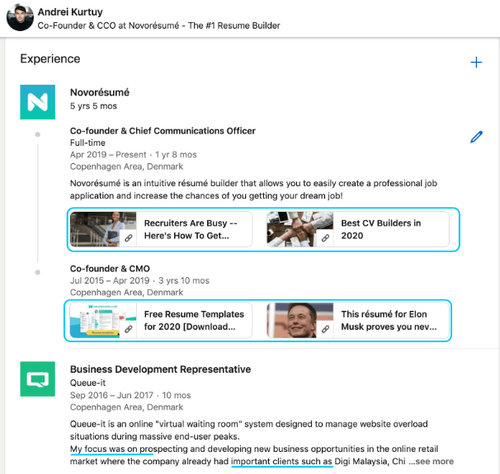 Andrei Kurtuy
Co-Founder & CCO at Novorésumé - The #1 Resume Builder
Experience
Novorésumé
5 yrs 5 mos
Co-founder & Chief Communications Officer
Full-time
Apr 2019 – Present · 1 yr 8 mos
Copenhagen Area, Denmark
Novorésumé is an intuitive résumé builder that allows you to easily create a professional job
application and increase the chances of you getting your dream job!
Recruiters Are Busy --
Here's How To Get...
Best CV Builders in
2020
Co-founder & CMO
Jul 2015 – Apr 2019 · 3 yrs 10 mos
Copenhagen Area, Denmark
Free Resume Templates
for 2020 [Download...
This résumé for Elon
Musk proves you nev...
Business Development Representative
Queue-it
Sep 2016 – Jun 2017 · 10 mos
Copenhagen Area, Denmark
Queue-it is an online "virtual waiting room" system designed to manage website overload
situations during massive end-user peaks.
My focus was on prospecting and developing new business opportunities in the online retail
market where the company already had important clients such as Digi Malaysia, Chi ...see more